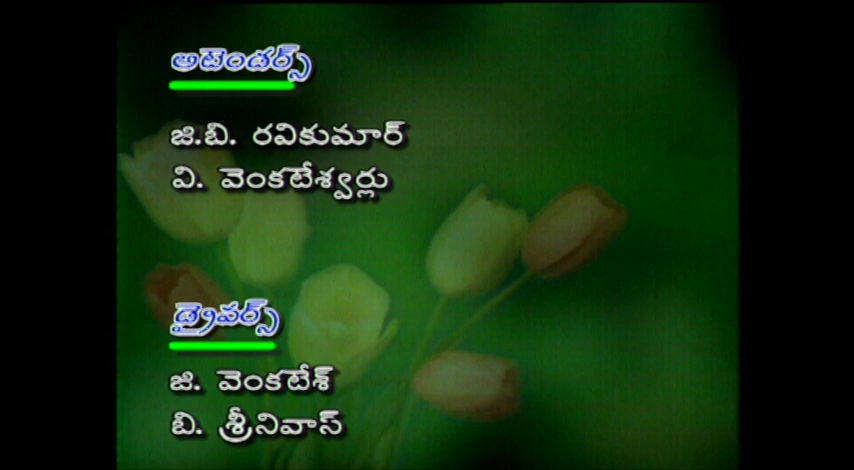 అటెండర్స్
జి.బి. రవికుమార్
వి. వెంకటేశ్వర్లు
డ్రైవర్స్
జి. వెంకటేశ్
బి. శ్రీనివాస్